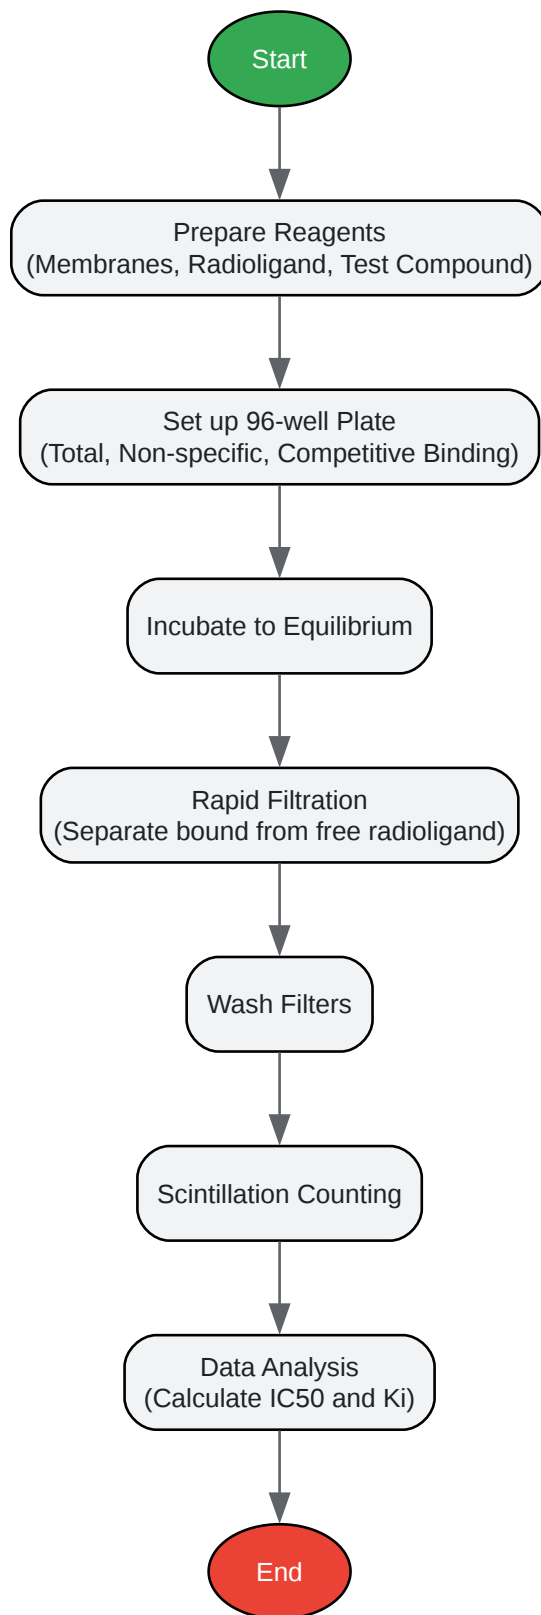 Start
Prepare Reagents
(Membranes, Radioligand, Test Compound)
Set up 96-well Plate
(Total, Non-specific, Competitive Binding)
Incubate to Equilibrium
Rapid Filtration
(Separate bound from free radioligand)
Wash Filters
Scintillation Counting
Data Analysis
(Calculate IC50 and Ki)
End